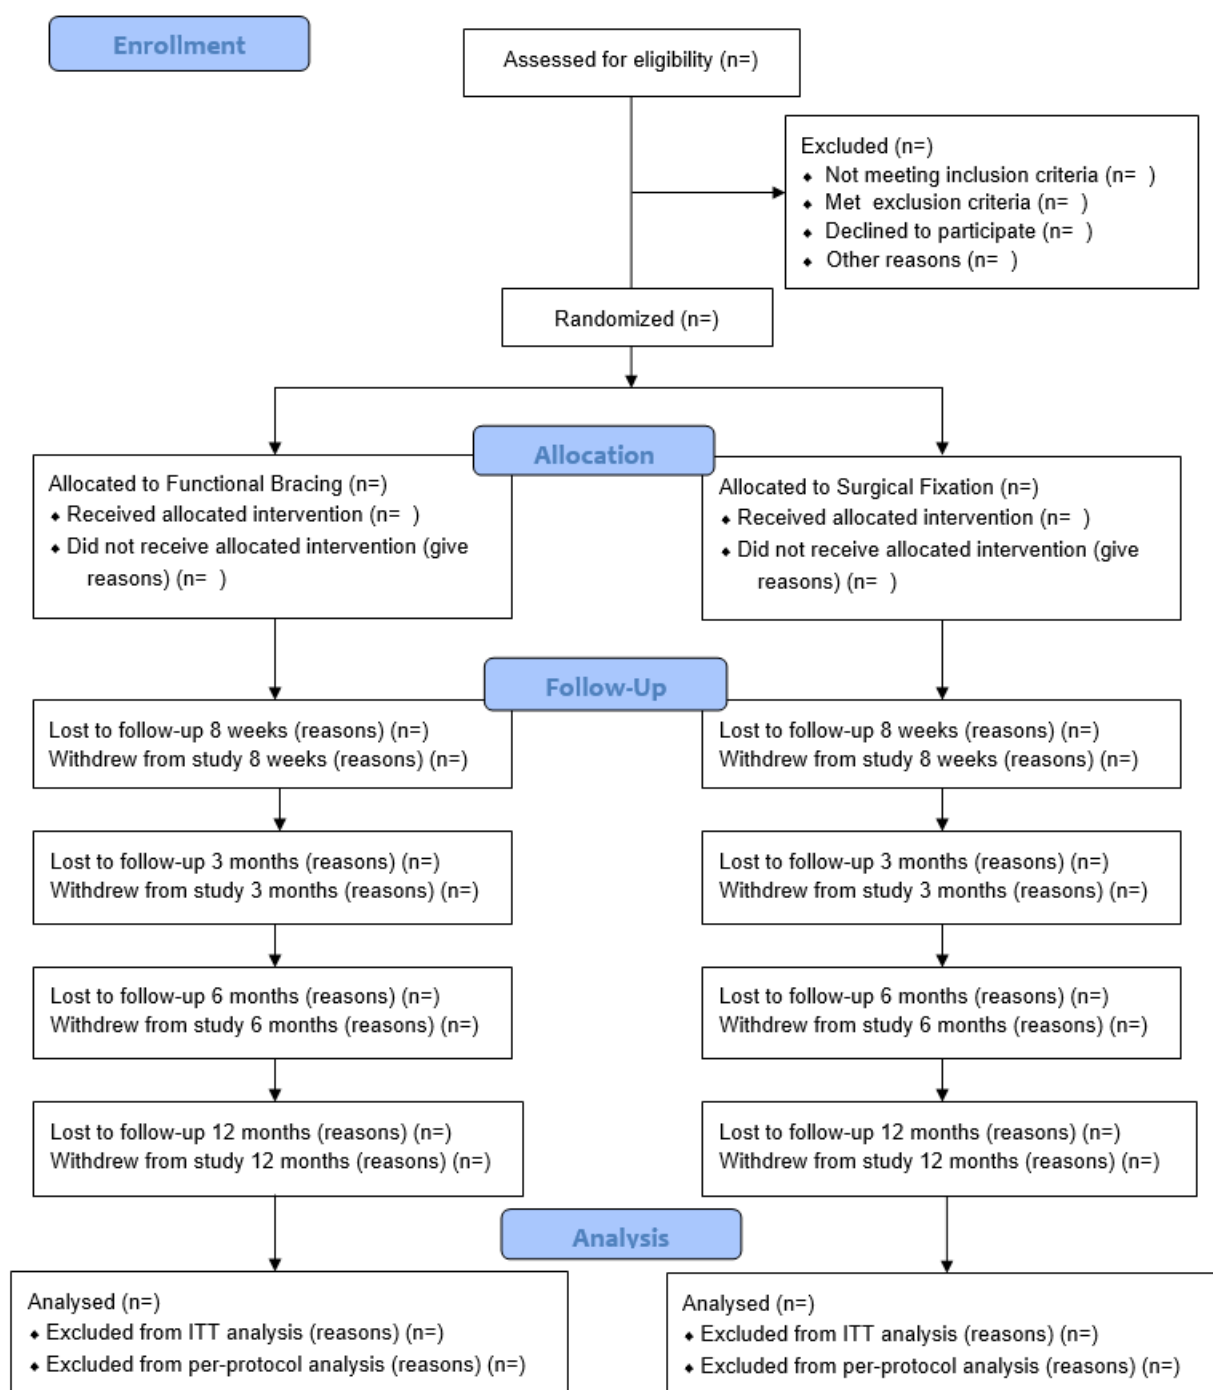 Enrollment
Assessed for eligibility (n=)
Excluded (n=)
⬥ Not meeting inclusion criteria (n=  )
⬥ Met  exclusion criteria (n=  )
⬥ Declined to participate (n=  )
⬥ Other reasons (n=  )
Randomized (n=)
Allocation
Allocated to Functional Bracing (n=)
⬥ Received allocated intervention (n=  )
⬥ Did not receive allocated intervention (give
reasons) (n=  )
Allocated to Surgical Fixation (n=)
⬥ Received allocated intervention (n=  )
⬥ Did not receive allocated intervention (give
reasons) (n=  )
Follow-Up
Lost to follow-up 8 weeks (reasons) (n=)
Withdrew from study 8 weeks (reasons) (n=)
Lost to follow-up 8 weeks (reasons) (n=)
Withdrew from study 8 weeks (reasons) (n=)
Lost to follow-up 3 months (reasons) (n=)
Withdrew from study 3 months (reasons) (n=)
Lost to follow-up 3 months (reasons) (n=)
Withdrew from study 3 months (reasons) (n=)
Lost to follow-up 6 months (reasons) (n=)
Withdrew from study 6 months (reasons) (n=)
Lost to follow-up 6 months (reasons) (n=)
Withdrew from study 6 months (reasons) (n=)
Lost to follow-up 12 months (reasons) (n=)
Withdrew from study 12 months (reasons) (n=)
Lost to follow-up 12 months (reasons) (n=)
Withdrew from study 12 months (reasons) (n=)
Analysis
Analysed (n=)
⬥ Excluded from ITT analysis (reasons) (n=)
⬥ Excluded from per-protocol analysis (reasons) (n=)
Analysed (n=)
⬥ Excluded from ITT analysis (reasons) (n=)
⬥ Excluded from per-protocol analysis (reasons) (n=)